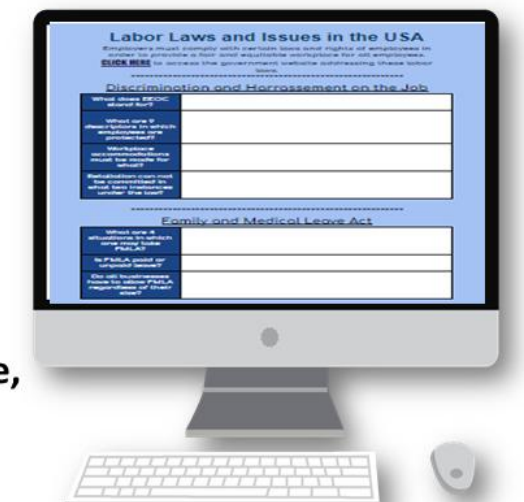 Labor Laws and Issues in the USA
Employers must comply with certain laws and rights of employees in
order to provide a fair and equitable workplace for all employees.
CLICK HERE to access the government website addressing these labor
laws.
Discrimination and Horrossement on the Job
What does EEOC
stand for?
What are 9
descriptors in which
employees are
protected?
Workplace
accommodations
must be made for
what?
Retaliation can not
be committed in
what two instances
under the law?
Family and Medical Leave Act
What are 4
situations in which
one may take
FMLA?
Is FMLA paid or
unpaid leave?
Do all businesses
have to allow FMLA
regardless of their
size?
e,